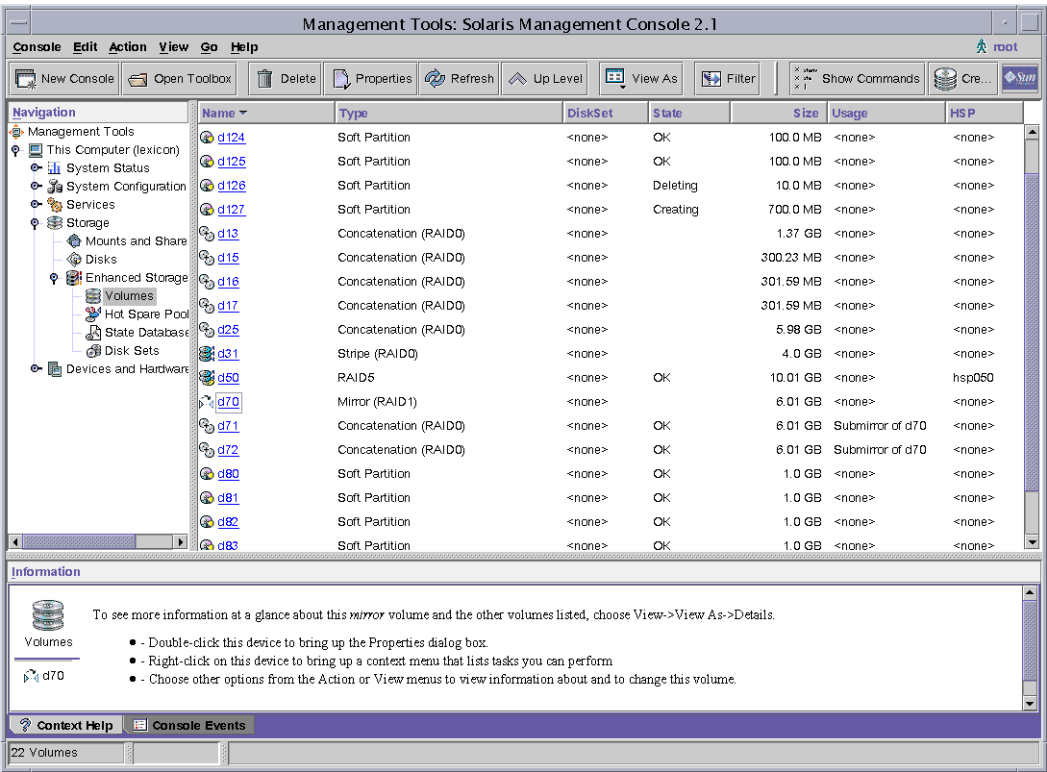 Management Tools: Solaris Management Console 2.1
Console Edit Action View Go Help root
New Console Open Toolbox Delete Properties Refresh Up Level View As Filter Show Commands Cre... Sun
Navigation
Management Tools
This Computer (lexicon)
System Status
System Configuration
Services
Storage
Mounts and Share
Disks
Enhanced Storage
Volumes
Hot Spare Pool
State Database
Disk Sets
Devices and Hardware
Name Type DiskSet State Size Usage HSP
d124 Soft Partition <none> OK 100.0 MB <none> <none>
d125 Soft Partition <none> OK 100.0 MB <none> <none>
d126 Soft Partition <none> Deleting 10.0 MB <none> <none>
d127 Soft Partition <none> Creating 700.0 MB <none> <none>
d13 Concatenation (RAID0) <none> 1.37 GB <none> <none>
d15 Concatenation (RAID0) <none> 300.23 MB <none> <none>
d16 Concatenation (RAID0) <none> 301.59 MB <none> <none>
d17 Concatenation (RAID0) <none> 301.59 MB <none> <none>
d25 Concatenation (RAID0) <none> 5.98 GB <none> <none>
d31 Stripe (RAID0) <none> 4.0 GB <none> <none>
d50 RAID5 <none> OK 10.01 GB <none> hsp050
d70 Mirror (RAID1) <none> 6.01 GB <none> <none>
d71 Concatenation (RAID0) <none> OK 6.01 GB Submirror of d70 <none>
d72 Concatenation (RAID0) <none> OK 6.01 GB Submirror of d70 <none>
d80 Soft Partition <none> OK 1.0 GB <none> <none>
d81 Soft Partition <none> OK 1.0 GB <none> <none>
d82 Soft Partition <none> OK 1.0 GB <none> <none>
d83 Soft Partition <none> OK 1.0 GB <none> <none>
Information
Volumes
d70
To see more information at a glance about this mirror volume and the other volumes listed, choose View->View As->Details.
● - Double-click this device to bring up the Properties dialog box.
● - Right-click on this device to bring up a context menu that lists tasks you can perform
● - Choose other options from the Action or View menus to view information about and to change this volume.
Context Help Console Events
22 Volumes